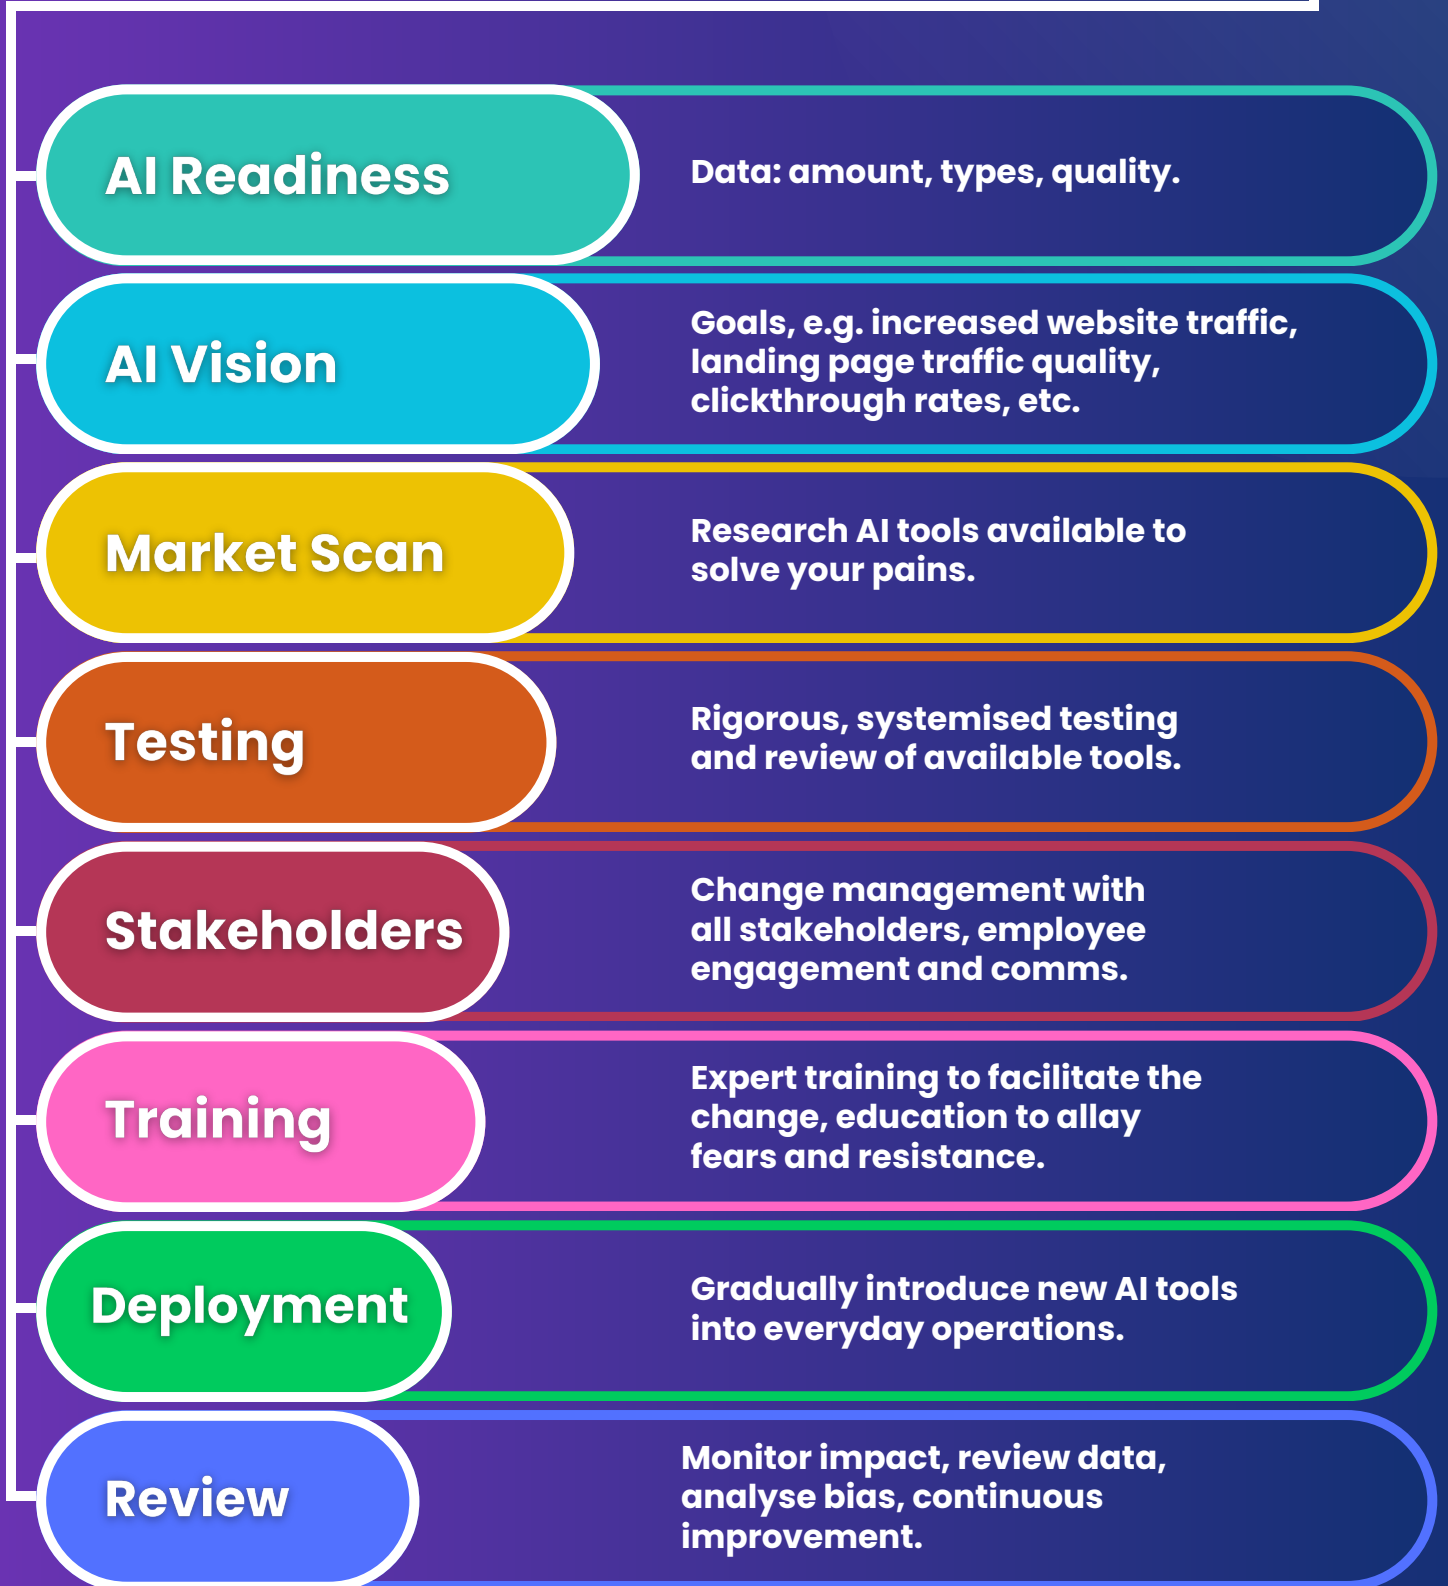 AI Readiness
Data: amount, types, quality.
AI Vision
Goals, e.g. increased website traffic,
landing page traffic quality,
clickthrough rates, etc.
Market Scan
Research AI tools available to
solve your pains.
Testing
Rigorous, systemised testing
and review of available tools.
Stakeholders
Change management with
all stakeholders, employee
engagement and comms.
Training
Expert training to facilitate the
change, education to allay
fears and resistance.
Deployment
Gradually introduce new AI tools
into everyday operations.
Review
Monitor impact, review data,
analyse bias, continuous
improvement.